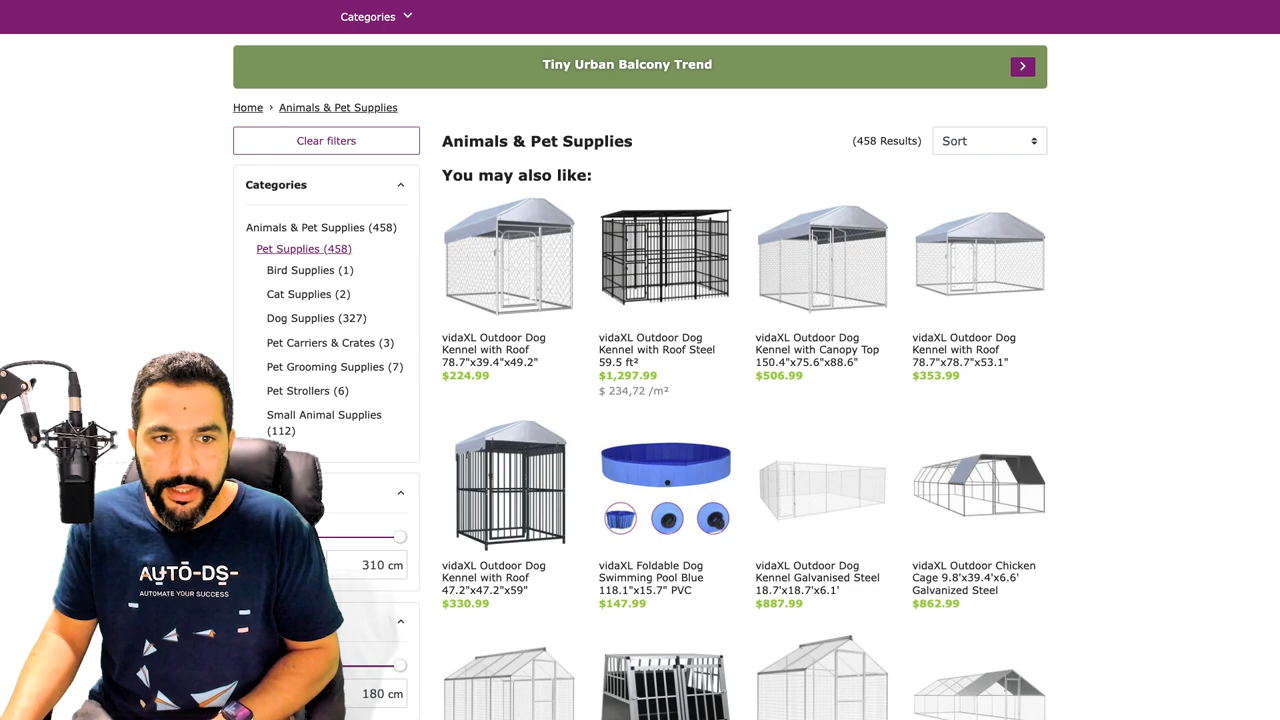 Categories
Tiny Urban Balcony Trend
Home › Animals & Pet Supplies
Clear filters
Categories
Animals & Pet Supplies (458)
Pet Supplies (458)
Bird Supplies (1)
Cat Supplies (2)
Dog Supplies (327)
Pet Carriers & Crates (3)
Pet Grooming Supplies (7)
Pet Strollers (6)
Small Animal Supplies
(112)
310 cm
180 cm
Animals & Pet Supplies
(458 Results)
Sort
You may also like:
vidaXL Outdoor Dog
Kennel with Roof
78.7"x39.4"x49.2"
$224.99
vidaXL Outdoor Dog
Kennel with Roof Steel
59.5 ft²
$1,297.99
$ 234,72 /m²
vidaXL Outdoor Dog
Kennel with Canopy Top
150.4"x75.6"x88.6"
$506.99
vidaXL Outdoor Dog
Kennel with Roof
78.7"x78.7"x53.1"
$353.99
vidaXL Outdoor Dog
Kennel with Roof
47.2"x47.2"x59"
$330.99
vidaXL Foldable Dog
Swimming Pool Blue
118.1"x15.7" PVC
$147.99
vidaXL Outdoor Dog
Kennel Galvanised Steel
18.7'x18.7'x6.1'
$887.99
vidaXL Outdoor Chicken
Cage 9.8'x39.4'x6.6'
Galvanized Steel
$862.99
AUTO-DS-
AUTOMATE YOUR SUCCESS